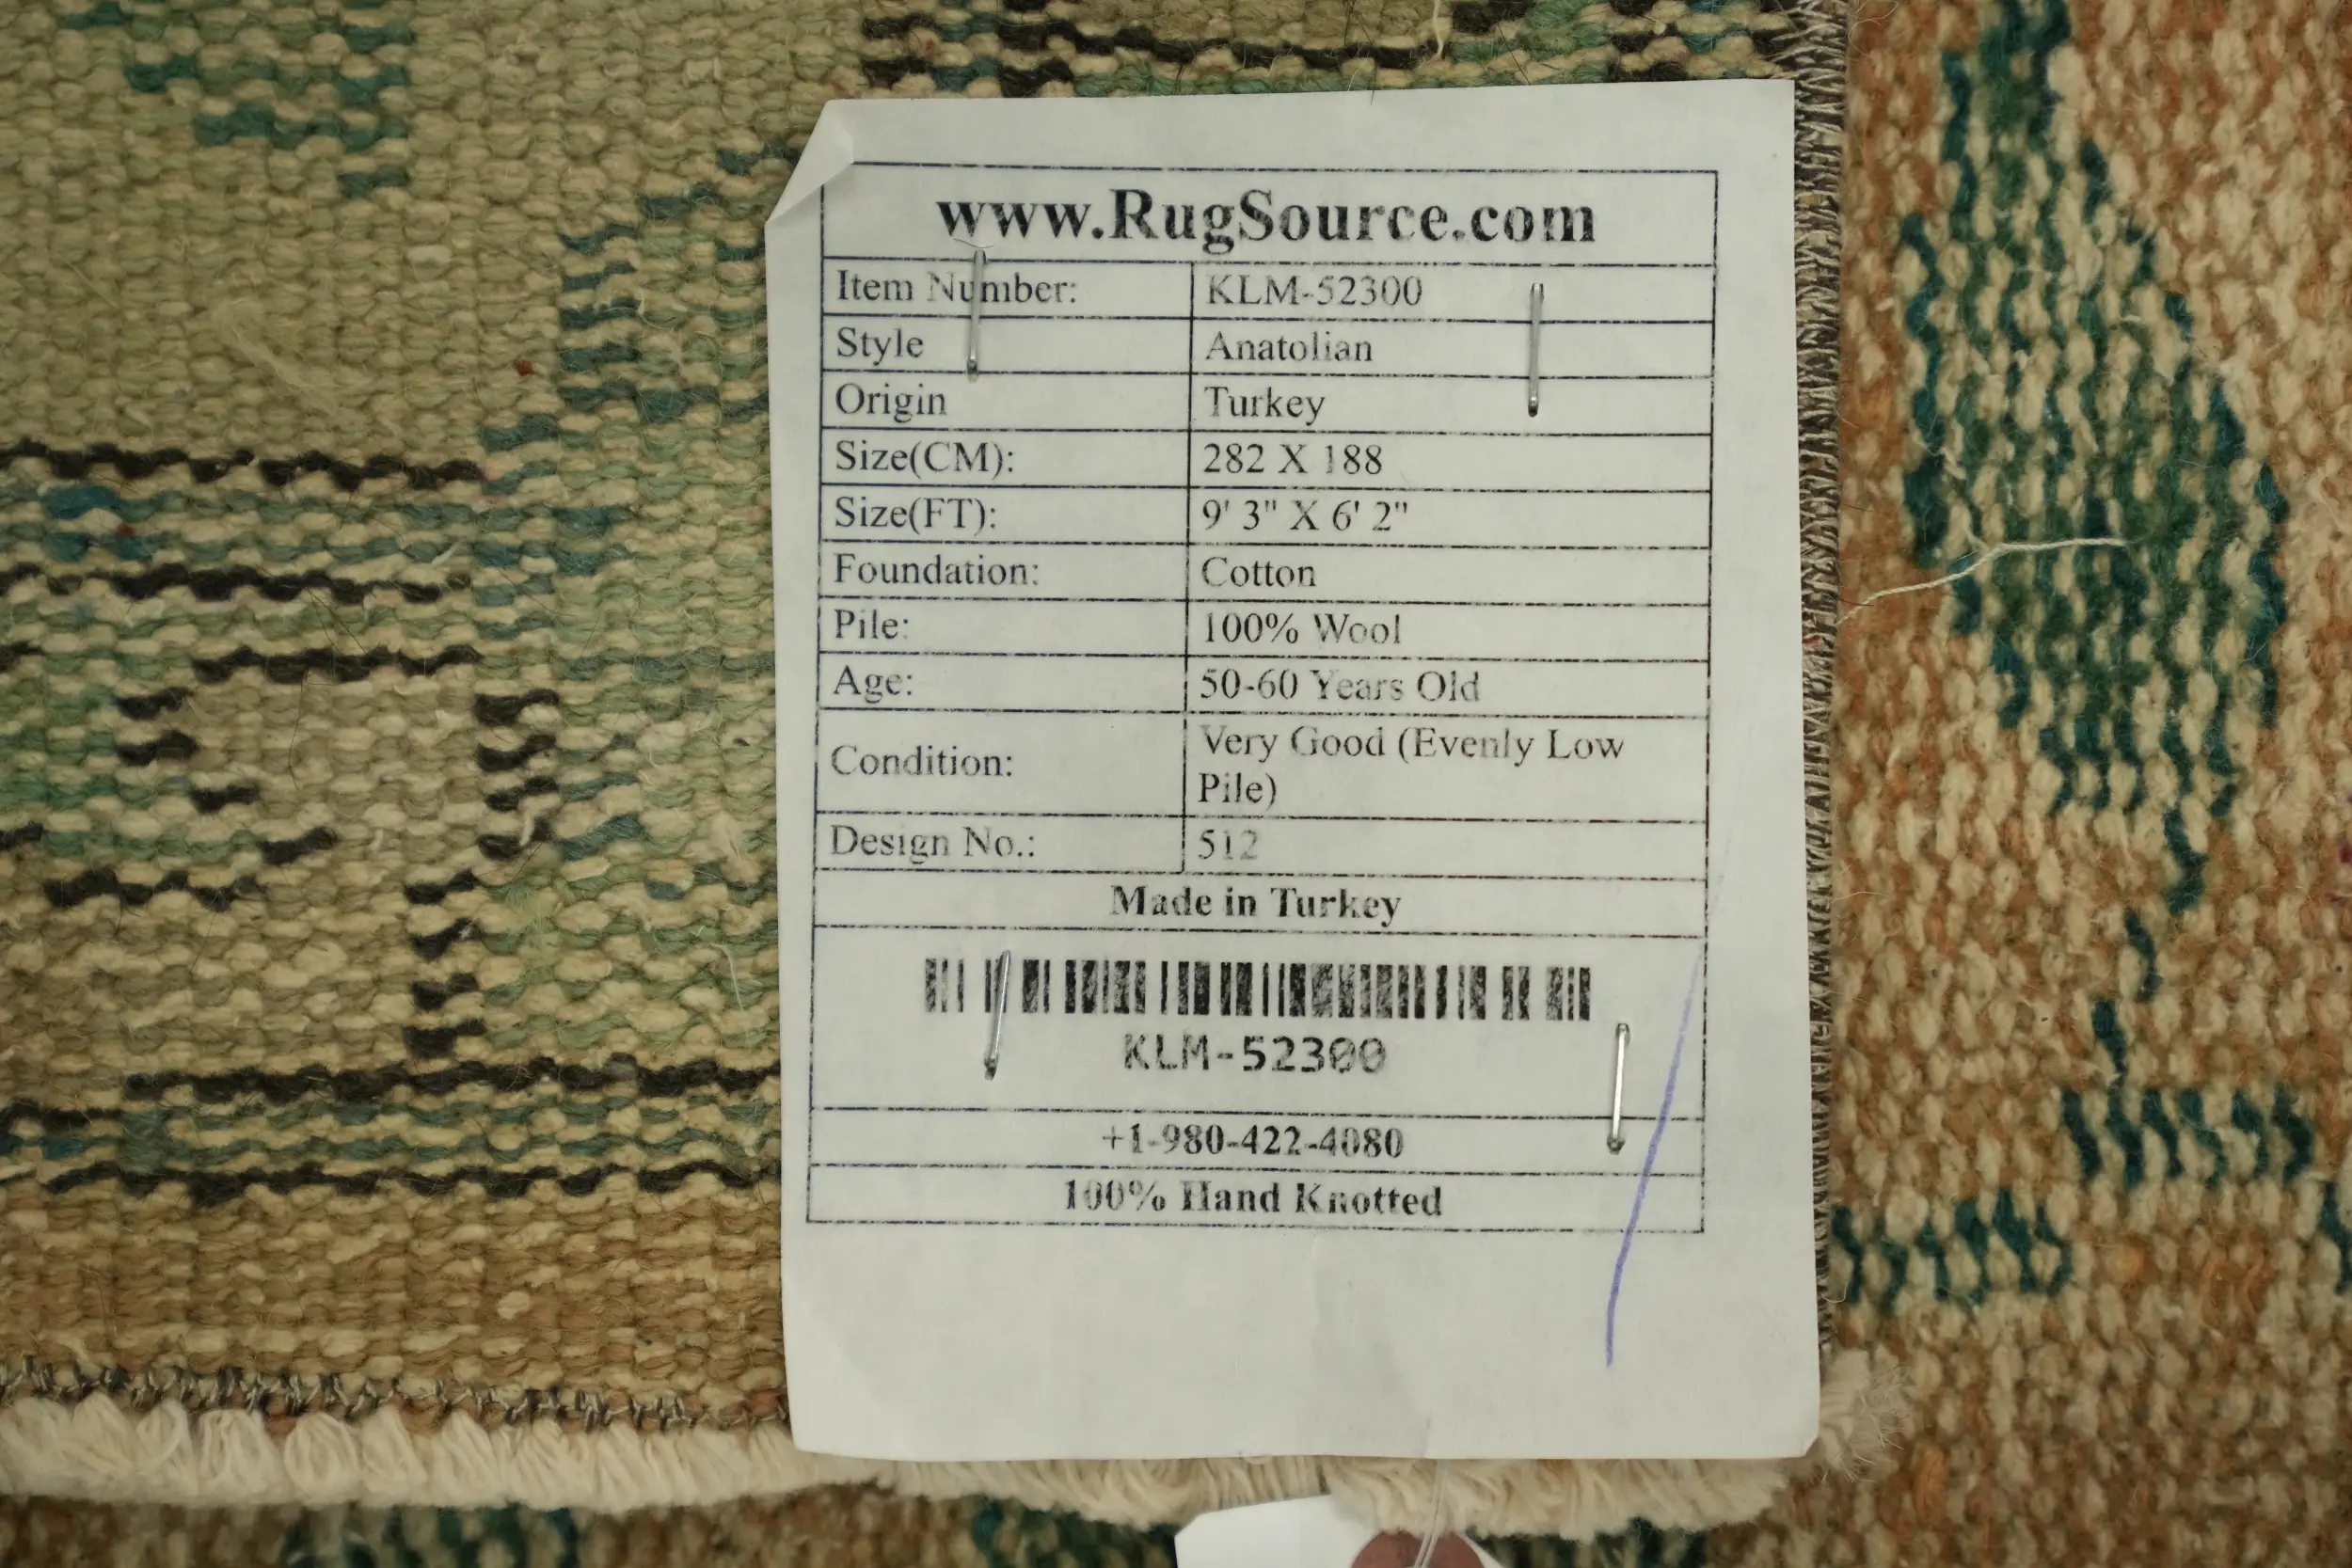 www.RugSource.com
Item Number: KLM-52300
Style Anatolian
Origin Turkey
Size(CM): 282 X 188
Size(FT): 9' 3" X 6' 2"
Foundation: Cotton
Pile: 100% Wool
Age: 50-60 Years Old
Condition: Very Good (Evenly Low
Pile)
Design No.: 512
Made in Turkey
KLM-52300
+1-980-422-4080
100% Hand Knotted